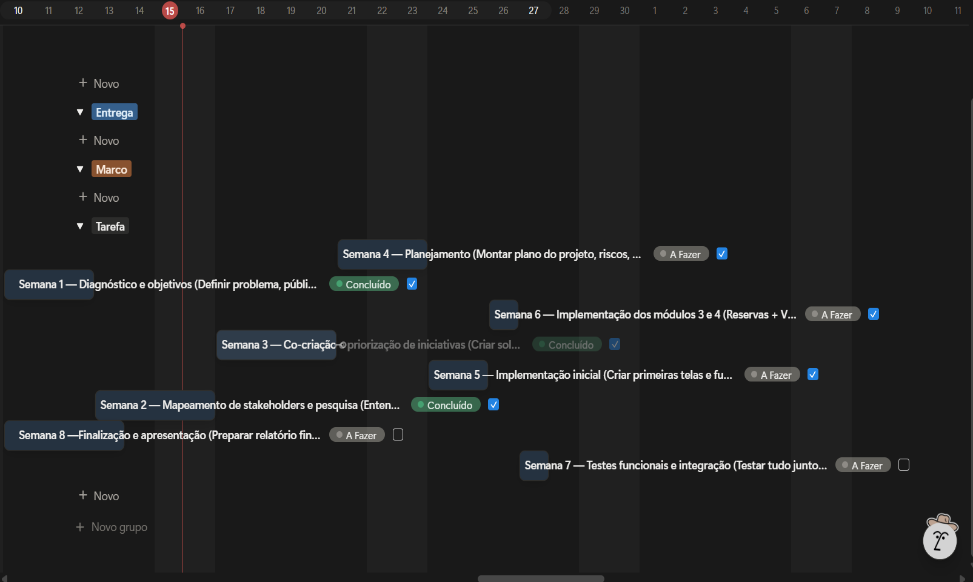 10 11 12 13 14 15 16 17 18 19 20 21 22 23 24 25 26 27 28 29 30 1 2 3 4 5 6 7 8 9 10 11
+ Novo
▼ Entrega
+ Novo
▼ Marco
+ Novo
▼ Tarefa
Semana 4 — Planejamento (Montar plano do projeto, riscos, ... A Fazer
Semana 1 — Diagnóstico e objetivos (Definir problema, públi... Concluído
Semana 6 — Implementação dos módulos 3 e 4 (Reservas + V... A Fazer
Semana 3 — Co-criação priorização de iniciativas (Criar sol... Concluído
Semana 5 — Implementação inicial (Criar primeiras telas e fu... A Fazer
Semana 2 — Mapeamento de stakeholders e pesquisa (Enten... Concluído
Semana 8 —Finalização e apresentação (Preparar relatório fin... A Fazer
Semana 7 — Testes funcionais e integração (Testar tudo junto... A Fazer
+ Novo
+ Novo grupo